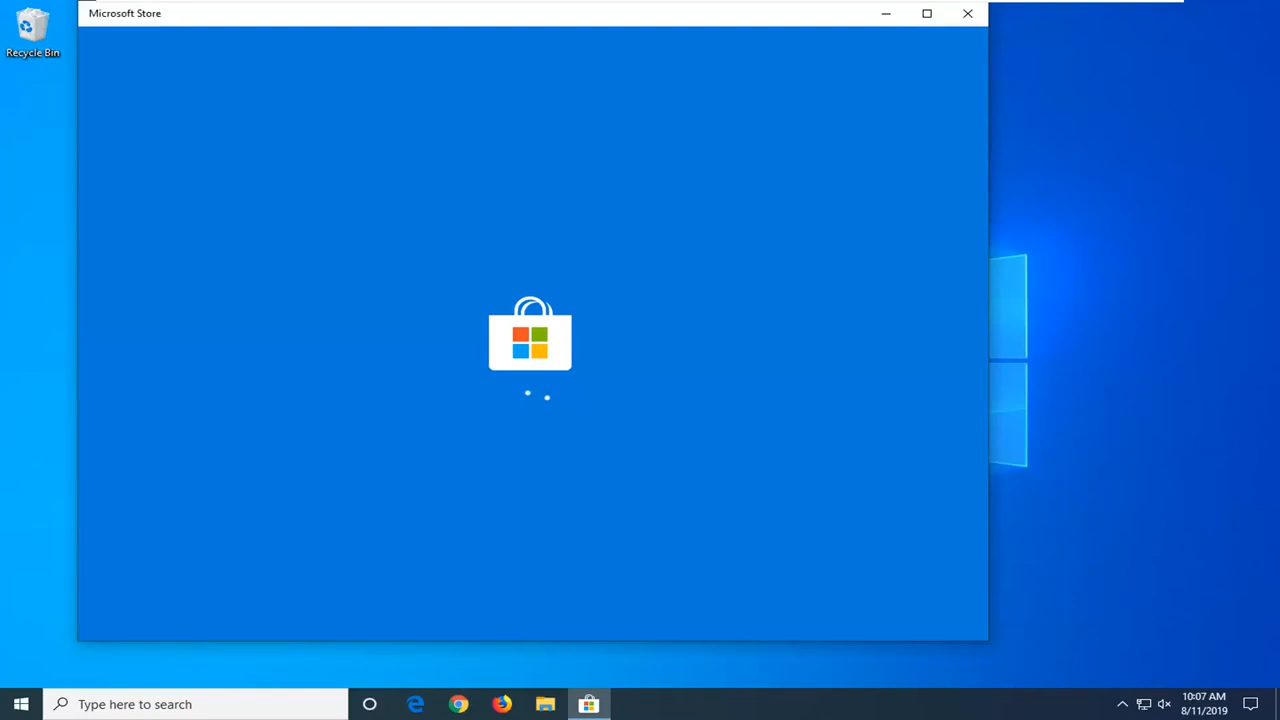 Microsoft Store
Recycle Bin
Type here to search
10:07 AM
8/11/2019